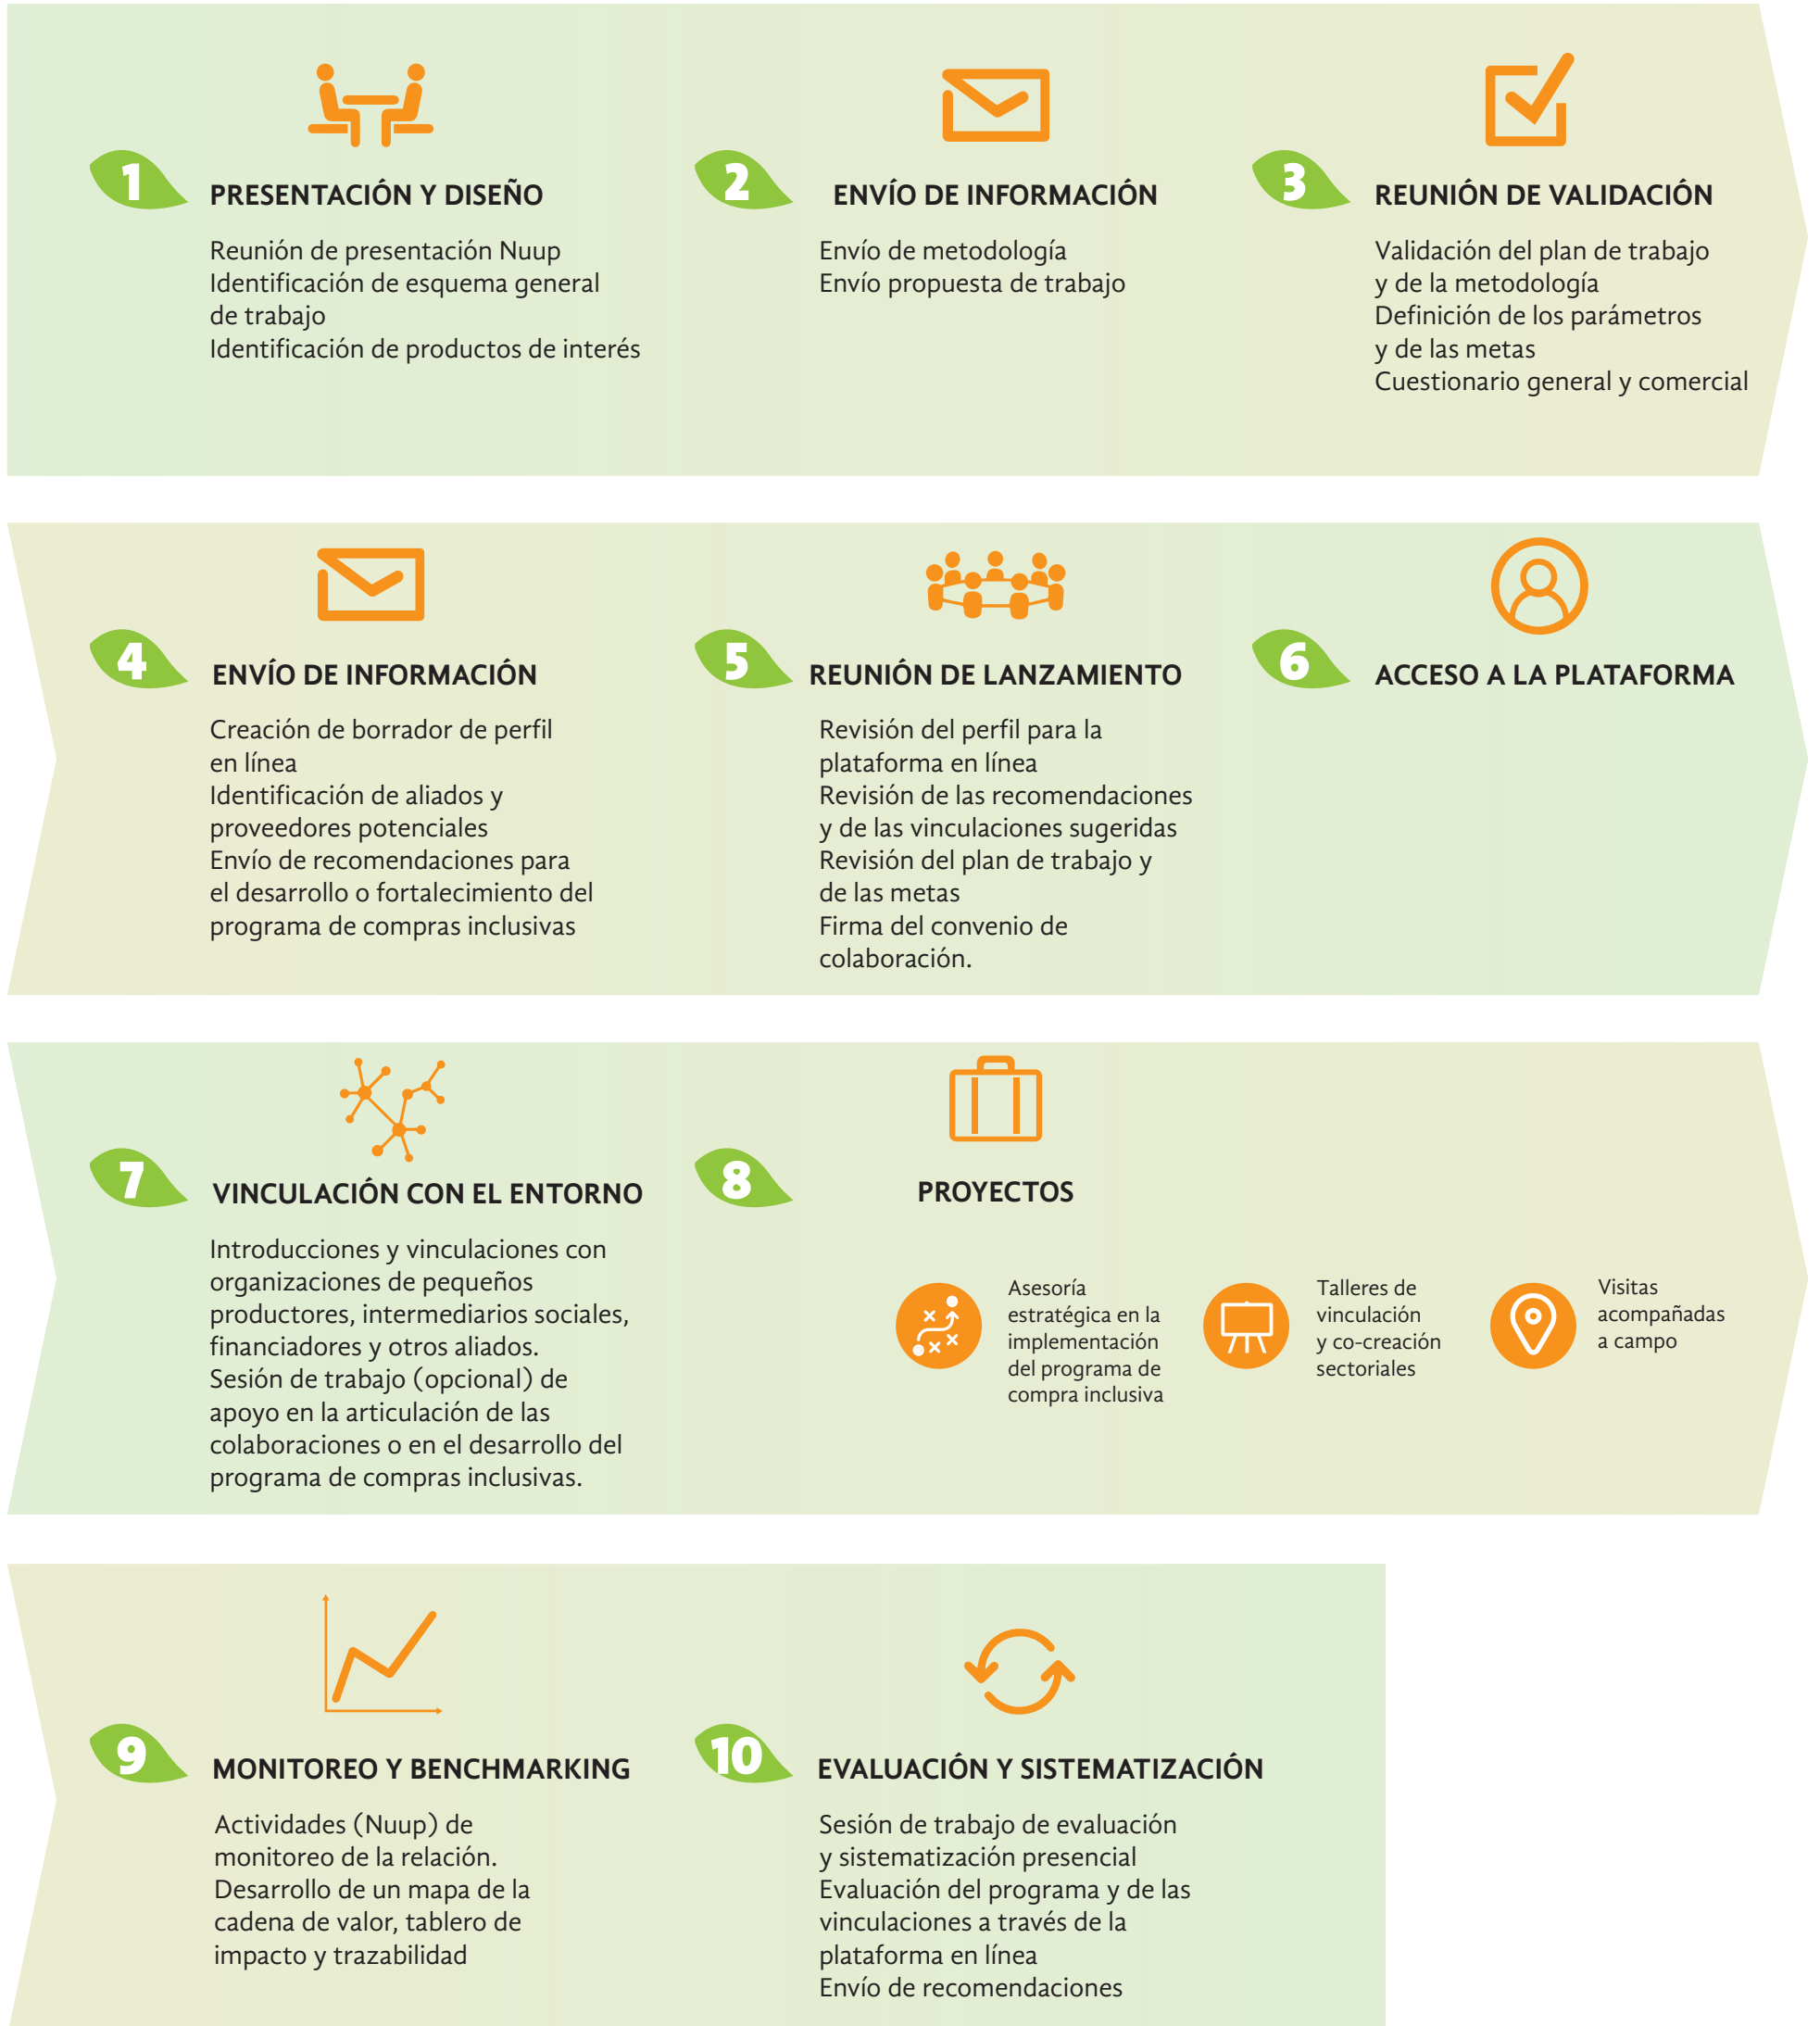 1
PRESENTACIÓN Y DISEÑO
Reunión de presentación Nuup
Identificación de esquema general
de trabajo
Identificación de productos de interés
2
ENVÍO DE INFORMACIÓN
Envío de metodología
Envío propuesta de trabajo
3
REUNIÓN DE VALIDACIÓN
Validación del plan de trabajo
y de la metodología
Definición de los parámetros
y de las metas
Cuestionario general y comercial
4
ENVÍO DE INFORMACIÓN
Creación de borrador de perfil
en línea
Identificación de aliados y
proveedores potenciales
Envío de recomendaciones para
el desarrollo o fortalecimiento del
programa de compras inclusivas
5
REUNIÓN DE LANZAMIENTO
Revisión del perfil para la
plataforma en línea
Revisión de las recomendaciones
y de las vinculaciones sugeridas
Revisión del plan de trabajo y
de las metas
Firma del convenio de
colaboración.
6
ACCESO A LA PLATAFORMA
7
VINCULACIÓN CON EL ENTORNO
Introducciones y vinculaciones con
organizaciones de pequeños
productores, intermediarios sociales,
financiadores y otros aliados.
Sesión de trabajo (opcional) de
apoyo en la articulación de las
colaboraciones o en el desarrollo del
programa de compras inclusivas.
8
PROYECTOS
Asesoría
estratégica en la
implementación
del programa de
compra inclusiva
Talleres de
vinculación
y co-creación
sectoriales
Visitas
acompañadas
a campo
9
MONITOREO Y BENCHMARKING
Actividades (Nuup) de
monitoreo de la relación.
Desarrollo de un mapa de la
cadena de valor, tablero de
impacto y trazabilidad
10
EVALUACIÓN Y SISTEMATIZACIÓN
Sesión de trabajo de evaluación
y sistematización presencial
Evaluación del programa y de las
vinculaciones a través de la
plataforma en línea
Envío de recomendaciones